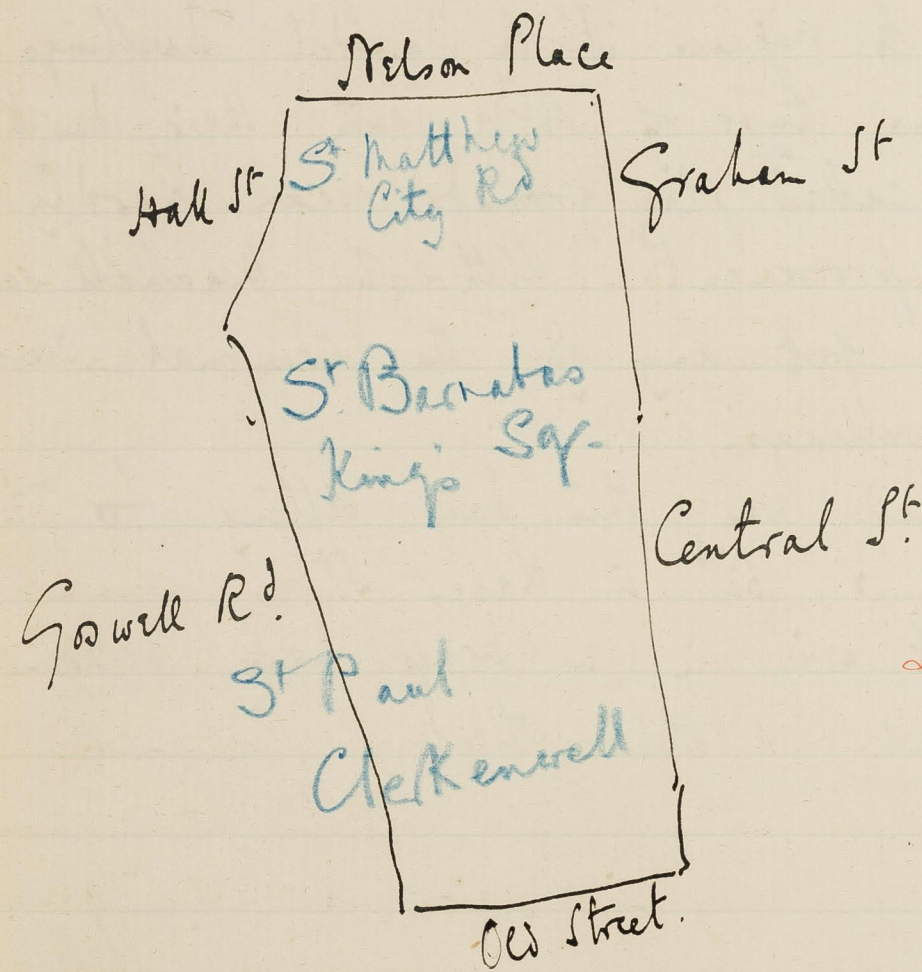 Nelson Place
Hall St
St Matthew
City Rd
Graham St
St Barnabas
King's Sqr.
Central St.
Goswell Rd.
St Paul
Clerkenwell
Old Street.